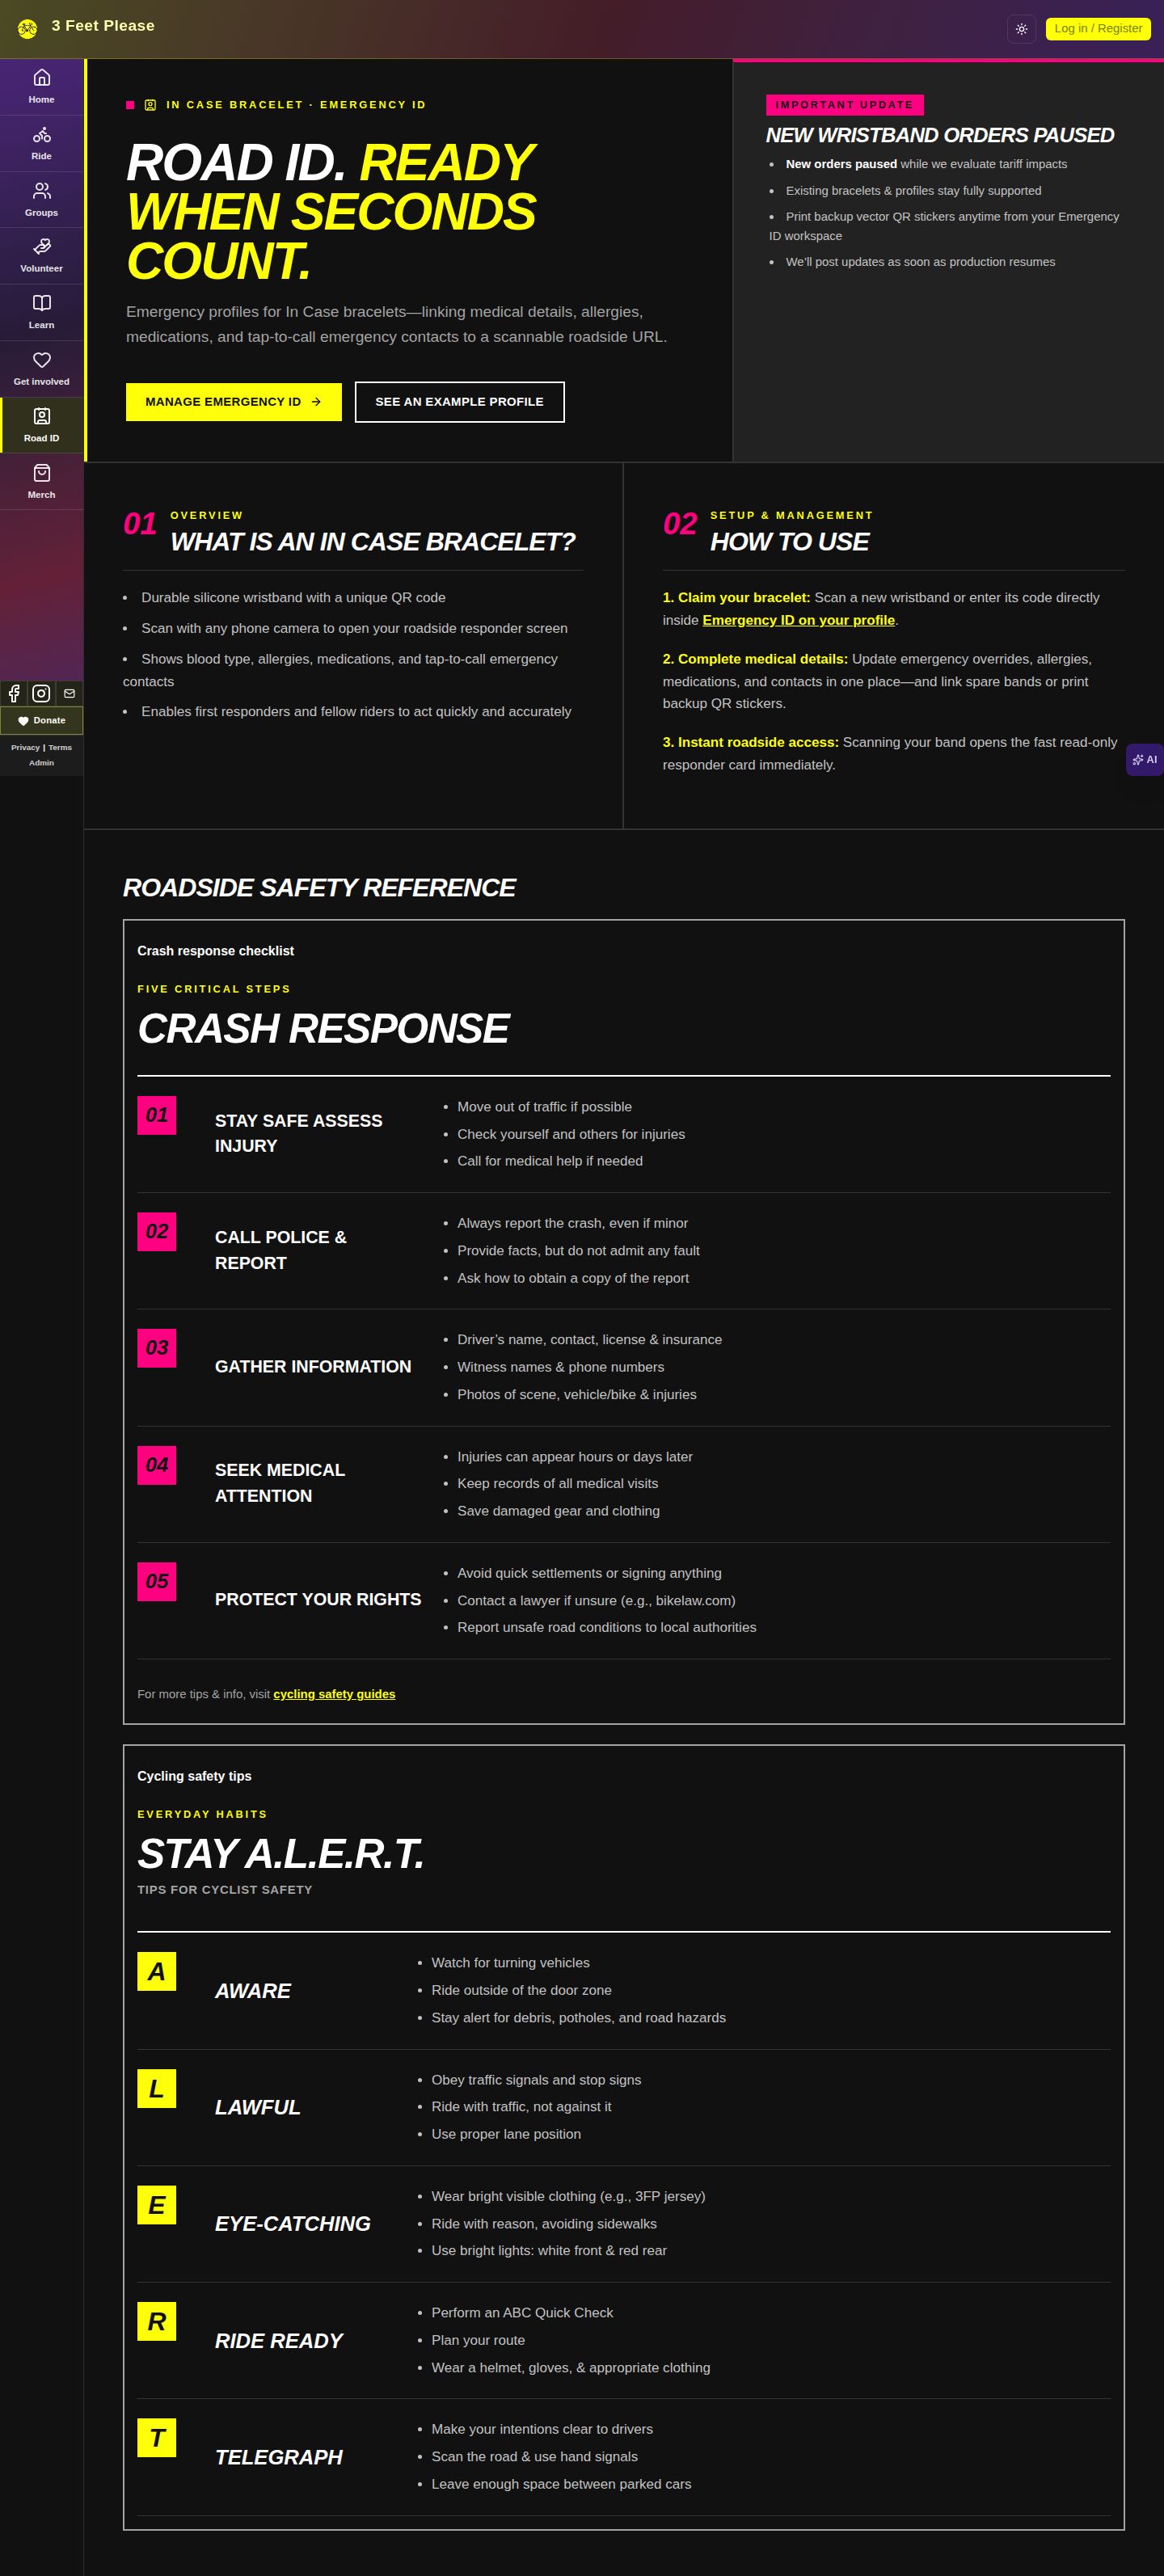 3 Feet Please
Log in / Register
Home
Ride
Groups
Volunteer
Learn
Get involved
Road ID
Merch
Donate
Privacy | Terms
Admin
IN CASE BRACELET · EMERGENCY ID
ROAD ID. READY
WHEN SECONDS
COUNT.
Emergency profiles for In Case bracelets—linking medical details, allergies,
medications, and tap-to-call emergency contacts to a scannable roadside URL.
MANAGE EMERGENCY ID →
SEE AN EXAMPLE PROFILE
IMPORTANT UPDATE
NEW WRISTBAND ORDERS PAUSED
• New orders paused while we evaluate tariff impacts
• Existing bracelets & profiles stay fully supported
• Print backup vector QR stickers anytime from your Emergency
ID workspace
• We’ll post updates as soon as production resumes
01
OVERVIEW
WHAT IS AN IN CASE BRACELET?
• Durable silicone wristband with a unique QR code
• Scan with any phone camera to open your roadside responder screen
• Shows blood type, allergies, medications, and tap-to-call emergency
contacts
• Enables first responders and fellow riders to act quickly and accurately
02
SETUP & MANAGEMENT
HOW TO USE
1. Claim your bracelet: Scan a new wristband or enter its code directly
inside Emergency ID on your profile.
2. Complete medical details: Update emergency overrides, allergies,
medications, and contacts in one place—and link spare bands or print
backup QR stickers.
3. Instant roadside access: Scanning your band opens the fast read-only
responder card immediately.
AI
ROADSIDE SAFETY REFERENCE
Crash response checklist
FIVE CRITICAL STEPS
CRASH RESPONSE
01
STAY SAFE ASSESS
INJURY
• Move out of traffic if possible
• Check yourself and others for injuries
• Call for medical help if needed
02
CALL POLICE &
REPORT
• Always report the crash, even if minor
• Provide facts, but do not admit any fault
• Ask how to obtain a copy of the report
03
GATHER INFORMATION
• Driver’s name, contact, license & insurance
• Witness names & phone numbers
• Photos of scene, vehicle/bike & injuries
04
SEEK MEDICAL
ATTENTION
• Injuries can appear hours or days later
• Keep records of all medical visits
• Save damaged gear and clothing
05
PROTECT YOUR RIGHTS
• Avoid quick settlements or signing anything
• Contact a lawyer if unsure (e.g., bikelaw.com)
• Report unsafe road conditions to local authorities
For more tips & info, visit cycling safety guides
Cycling safety tips
EVERYDAY HABITS
STAY A.L.E.R.T.
TIPS FOR CYCLIST SAFETY
A
AWARE
• Watch for turning vehicles
• Ride outside of the door zone
• Stay alert for debris, potholes, and road hazards
L
LAWFUL
• Obey traffic signals and stop signs
• Ride with traffic, not against it
• Use proper lane position
E
EYE-CATCHING
• Wear bright visible clothing (e.g., 3FP jersey)
• Ride with reason, avoiding sidewalks
• Use bright lights: white front & red rear
R
RIDE READY
• Perform an ABC Quick Check
• Plan your route
• Wear a helmet, gloves, & appropriate clothing
T
TELEGRAPH
• Make your intentions clear to drivers
• Scan the road & use hand signals
• Leave enough space between parked cars